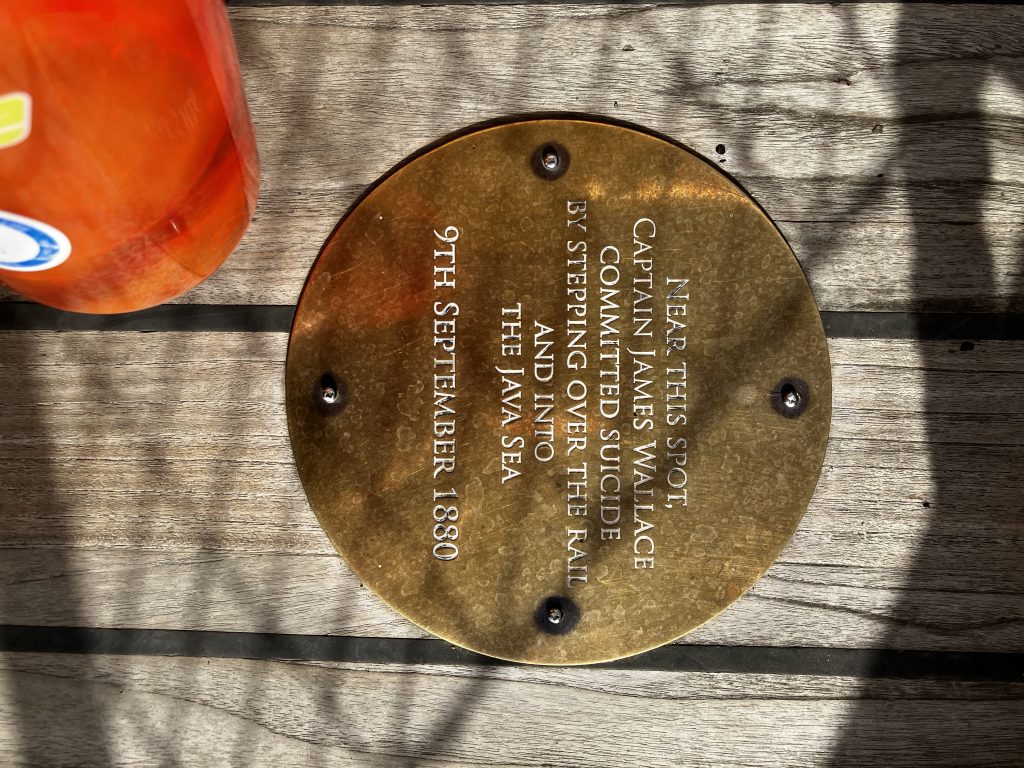 NEAR THIS SPOT,
CAPTAIN JAMES WALLACE
COMMITTED SUICIDE
BY STEPPING OVER THE RAIL
AND INTO
THE JAVA SEA
9TH SEPTEMBER 1880